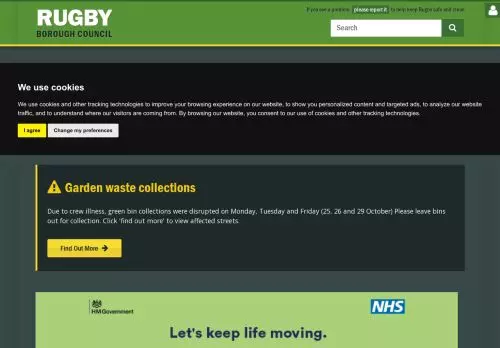 RUGBY
BOROUGH COUNCIL
If you see a problem, please report it to help keep Rugby safe and clean
Search
We use cookies
We use cookies and other tracking technologies to improve your browsing experience on our website, to show you personalized content and targeted ads, to analyze our website
traffic, and to understand where our visitors are coming from. By browsing our website, you consent to our use of cookies and other tracking technologies.
I agree
Change my preferences
Garden waste collections
Due to crew illness, green bin collections were disrupted on Monday, Tuesday and Friday (25, 26 and 29 October) Please leave bins
out for collection. Click 'find out more' to view affected streets.
Find Out More
HM Government
NHS
Let's keep life moving.